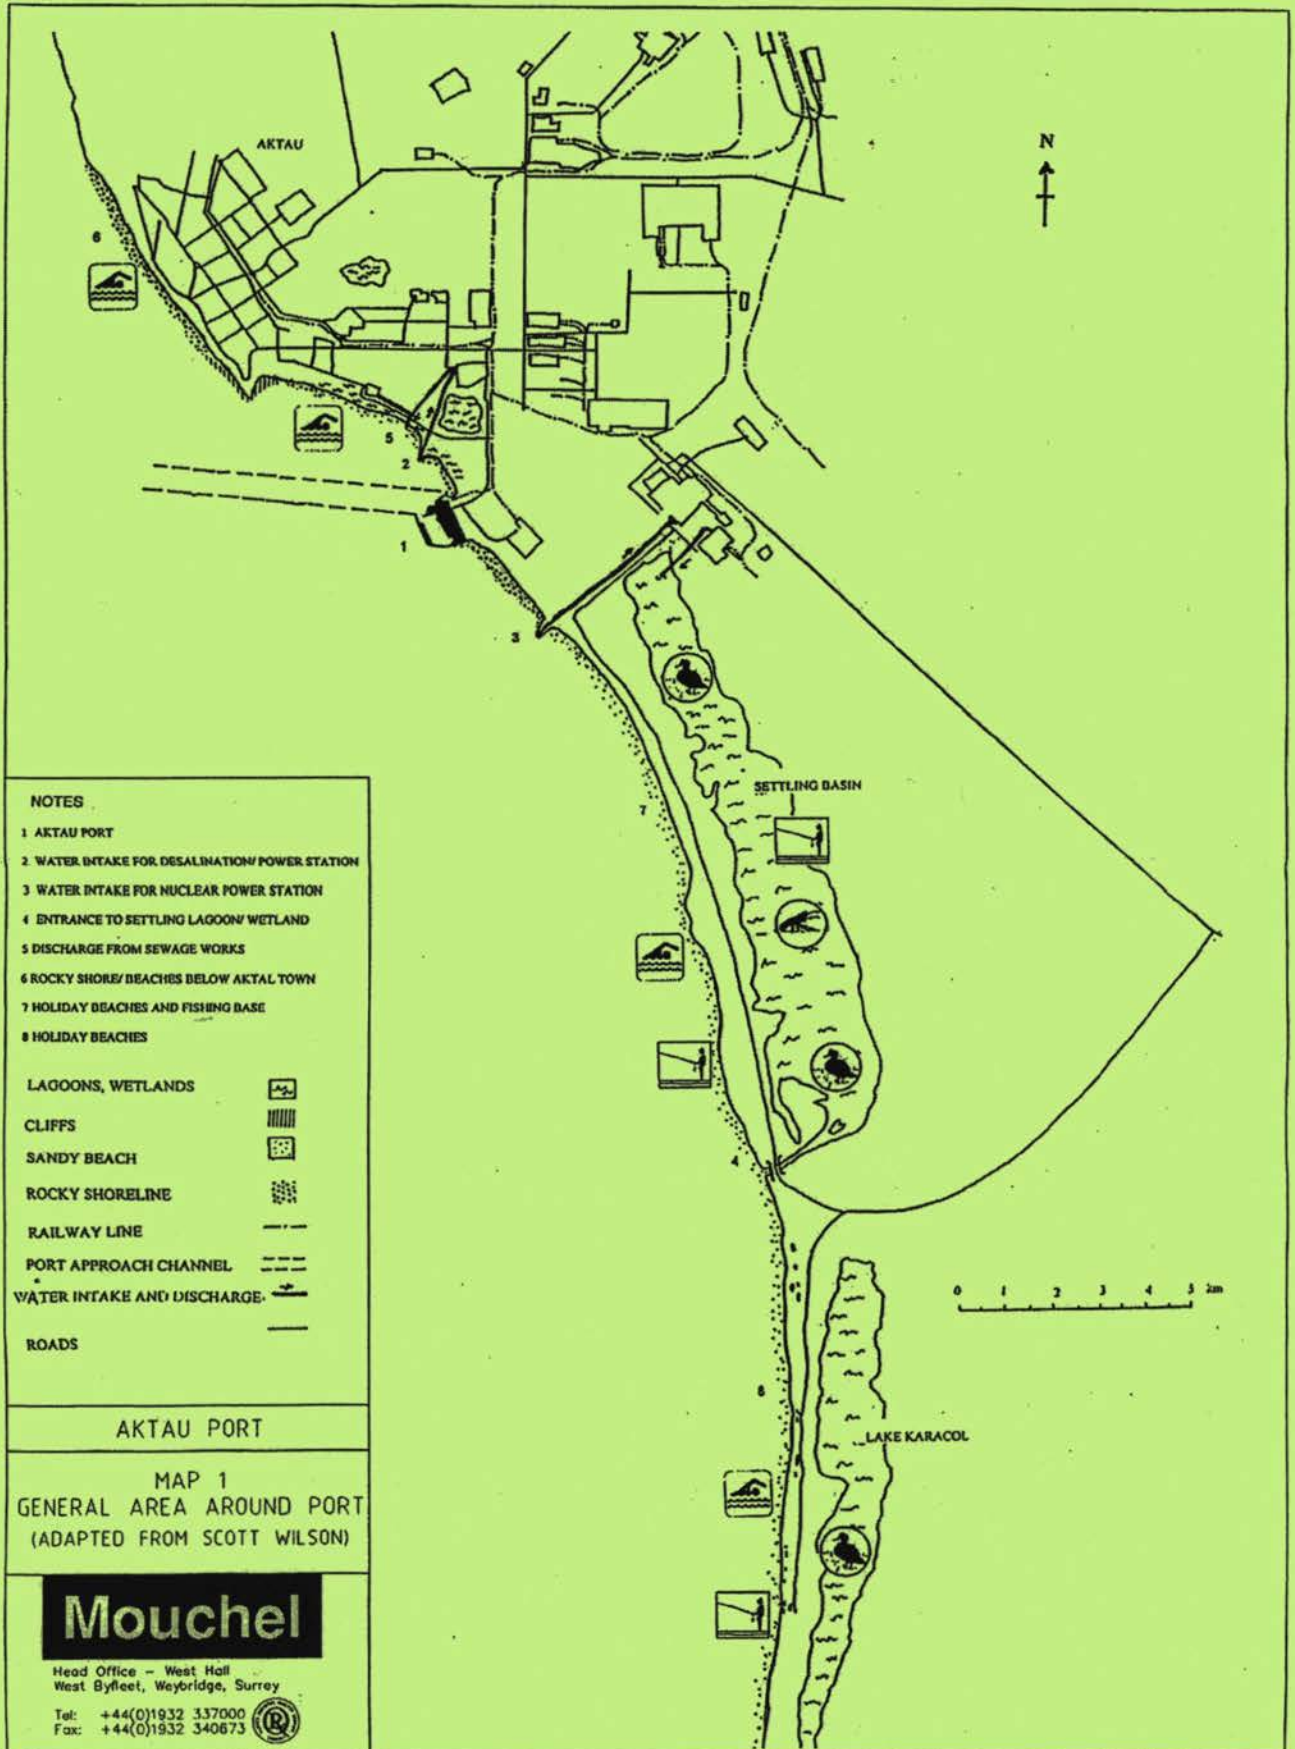 AKTAU
N
6
5
2
1
3
SETTLING BASIN
7
4
0 1 2 3 4 5 km
8
LAKE KARACOL
NOTES
1 AKTAU PORT
2 WATER INTAKE FOR DESALINATION/ POWER STATION
3 WATER INTAKE FOR NUCLEAR POWER STATION
4 ENTRANCE TO SETTLING LAGOON/ WETLAND
5 DISCHARGE FROM SEWAGE WORKS
6 ROCKY SHORE/ BEACHES BELOW AKTAL TOWN
7 HOLIDAY BEACHES AND FISHING BASE
8 HOLIDAY BEACHES
LAGOONS, WETLANDS
CLIFFS
SANDY BEACH
ROCKY SHORELINE
RAILWAY LINE
PORT APPROACH CHANNEL
WATER INTAKE AND DISCHARGE
ROADS
AKTAU PORT
MAP 1
GENERAL AREA AROUND PORT
(ADAPTED FROM SCOTT WILSON)
Mouchel
Head Office - West Hall
West Byfleet, Weybridge, Surrey
Tel: +44(0)1932 337000
Fax: +44(0)1932 340673